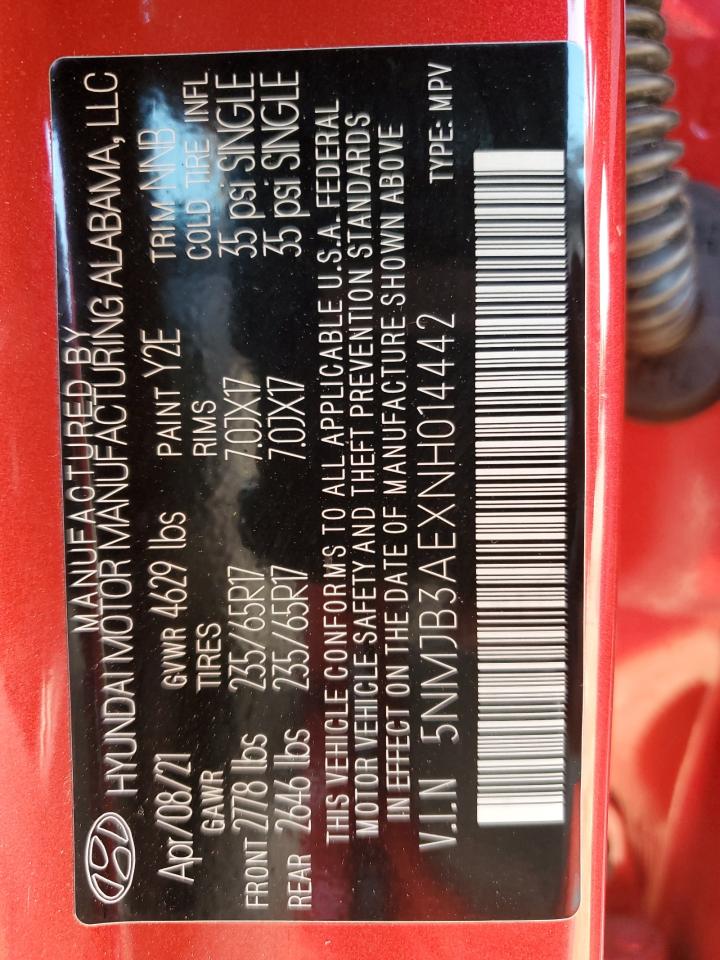 MANUFACTURED BY
HYUNDAI MOTOR MANUFACTURING ALABAMA, LLC
Apr/08/21 GVWR 4629 lbs PAINT Y2E TRIM NNB
GAWR TIRES RIMS COLD TIRE INFL
FRONT 2778 lbs 235/65R17 7.0JX17 35 psi SINGLE
REAR 2646 lbs 235/65R17 7.0JX17 35 psi SINGLE
THIS VEHICLE CONFORMS TO ALL APPLICABLE U.S.A. FEDERAL
MOTOR VEHICLE SAFETY AND THEFT PREVENTION STANDARDS
IN EFFECT ON THE DATE OF MANUFACTURE SHOWN ABOVE
V.I.N 5NMJB3AEXNH014442 TYPE: MPV